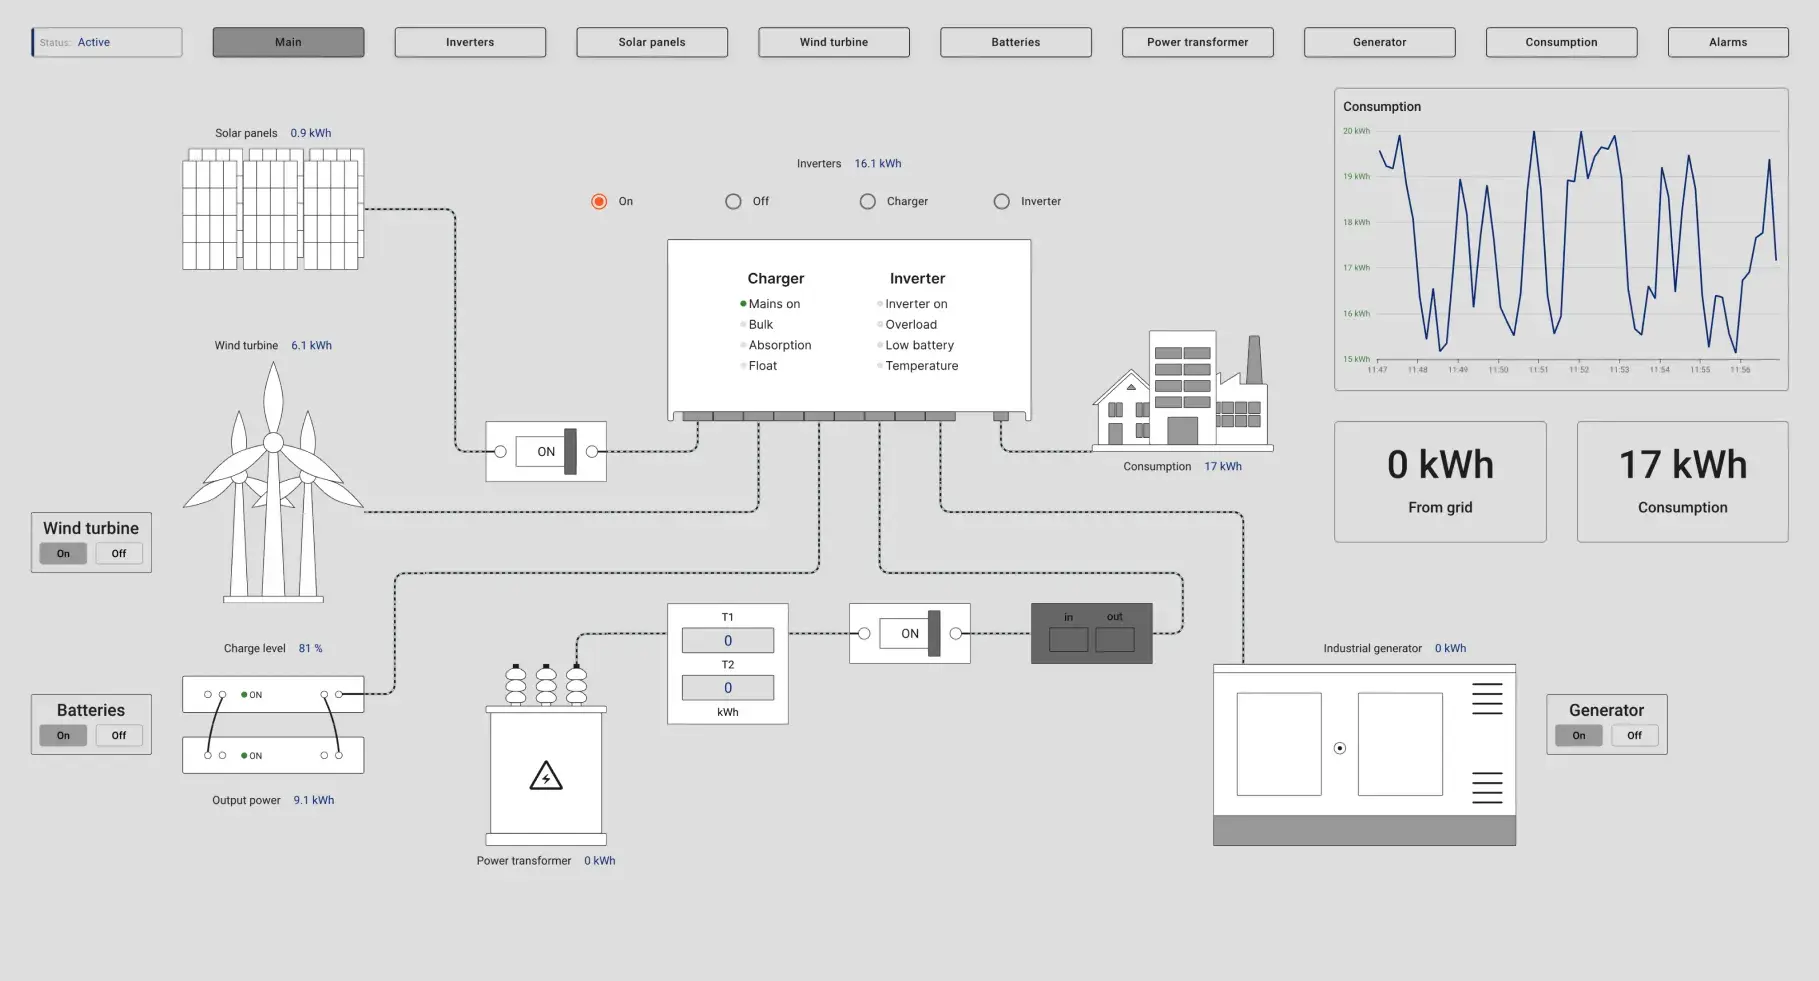 Status: Active
Main
Inverters
Solar panels
Wind turbine
Batteries
Power transformer
Generator
Consumption
Alarms
Solar panels 0.9 kWh
Inverters 16.1 kWh
On
Off
Charger
Inverter
Charger
Mains on
Bulk
Absorption
Float
Inverter
Inverter on
Overload
Low battery
Temperature
Consumption
20 kWh
19 kWh
18 kWh
17 kWh
16 kWh
15 kWh
11:47 11:48 11:49 11:50 11:51 11:52 11:53 11:54 11:55 11:56
Wind turbine 6.1 kWh
ON
Consumption 17 kWh
0 kWh
From grid
17 kWh
Consumption
Wind turbine
On Off
Charge level 81 %
ON
ON
Output power 9.1 kWh
Batteries
On Off
T1
0
T2
0
kWh
ON
in out
Power transformer 0 kWh
Industrial generator 0 kWh
Generator
On Off